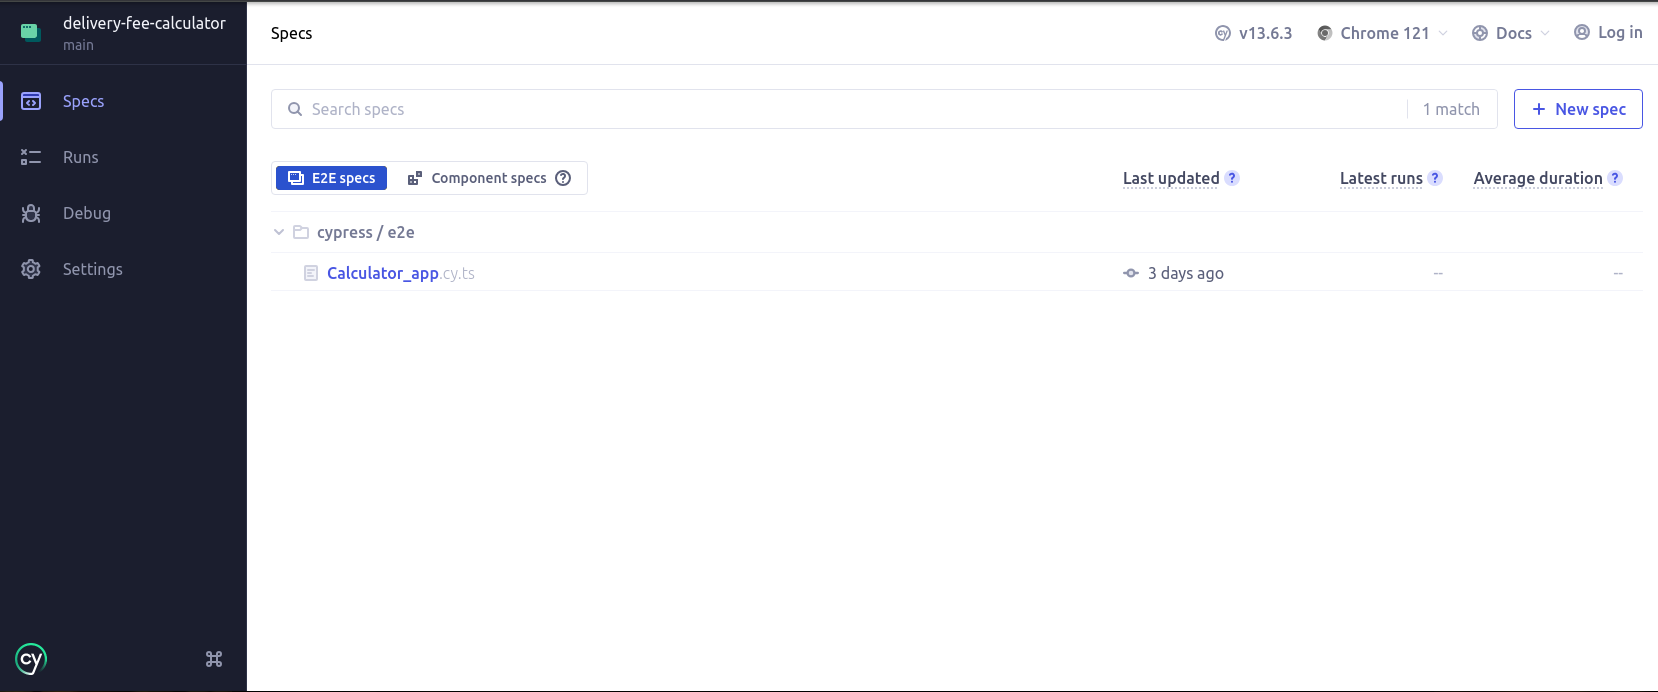 delivery-fee-calculator
main
Specs
Runs
Debug
Settings
cy
Specs
v13.6.3
Chrome 121
Docs
Log in
Search specs
1 match
New spec
E2E specs
Component specs
Last updated
Latest runs
Average duration
cypress / e2e
Calculator_app.cy.ts
3 days ago
--
--